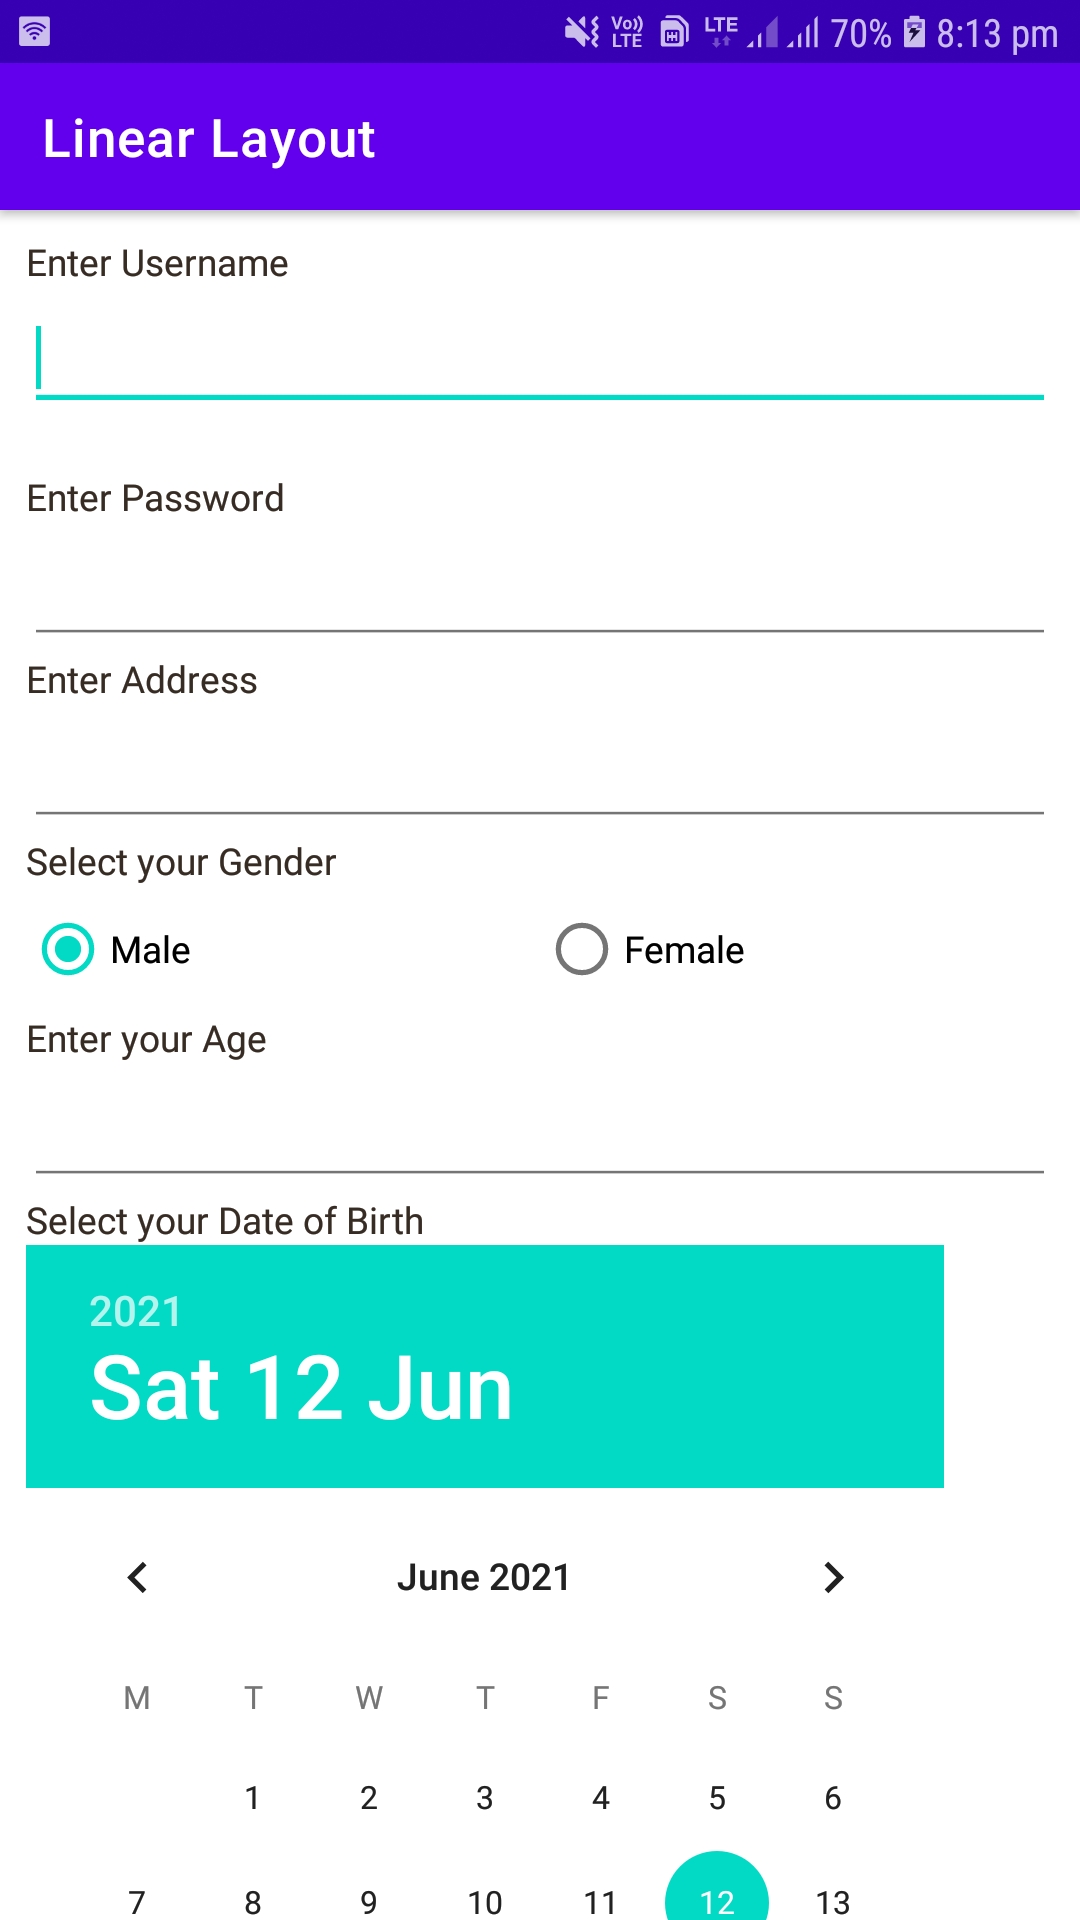 Vo)) LTE LTE 70% 8:13 pm
Linear Layout
Enter Username
Enter Password
Enter Address
Select your Gender
Male Female
Enter your Age
Select your Date of Birth
2021
Sat 12 Jun
June 2021
M T W T F S S
1 2 3 4 5 6
7 8 9 10 11 12 13